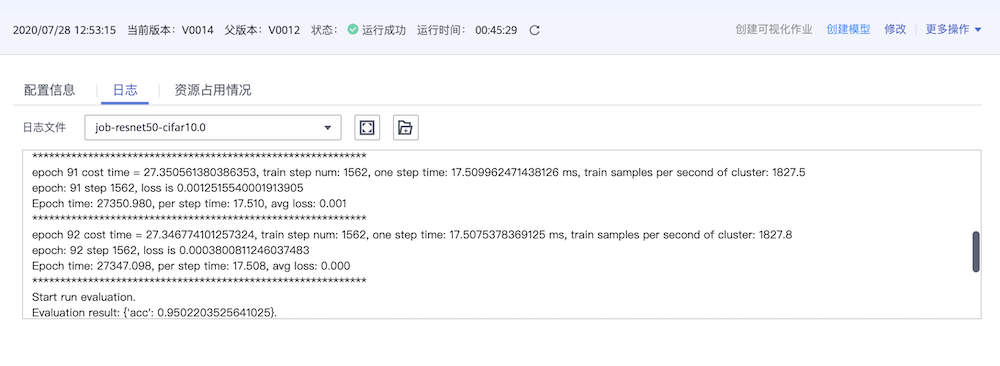 2020/07/28 12:53:15 当前版本：V0014 父版本：V0012 状态： 运行成功 运行时间： 00:45:29 创建可视化作业 创建模型 修改 更多操作
配置信息 日志 资源占用情况
日志文件 job-resnet50-cifar10.0
************************************************************
epoch 91 cost time = 27.350561380386353, train step num: 1562, one step time: 17.509962471438126 ms, train samples per second of cluster: 1827.5
epoch: 91 step 1562, loss is 0.0012515540001913905
Epoch time: 27350.980, per step time: 17.510, avg loss: 0.001
************************************************************
epoch 92 cost time = 27.346774101257324, train step num: 1562, one step time: 17.5075378369125 ms, train samples per second of cluster: 1827.8
epoch: 92 step 1562, loss is 0.0003800811246037483
Epoch time: 27347.098, per step time: 17.508, avg loss: 0.000
************************************************************
Start run evaluation.
Evaluation result: {'acc': 0.9502203525641025}.